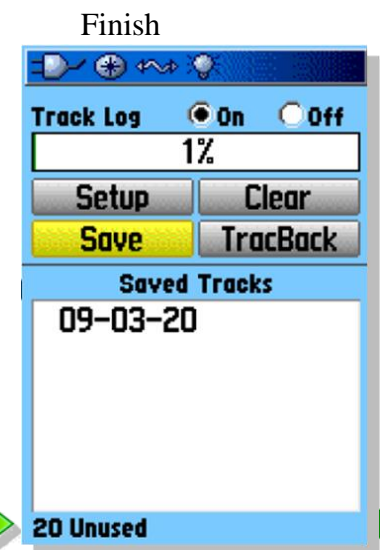 Finish
Track Log On Off
1%
Setup Clear
Save TracBack
Saved Tracks
09-03-20
20 Unused